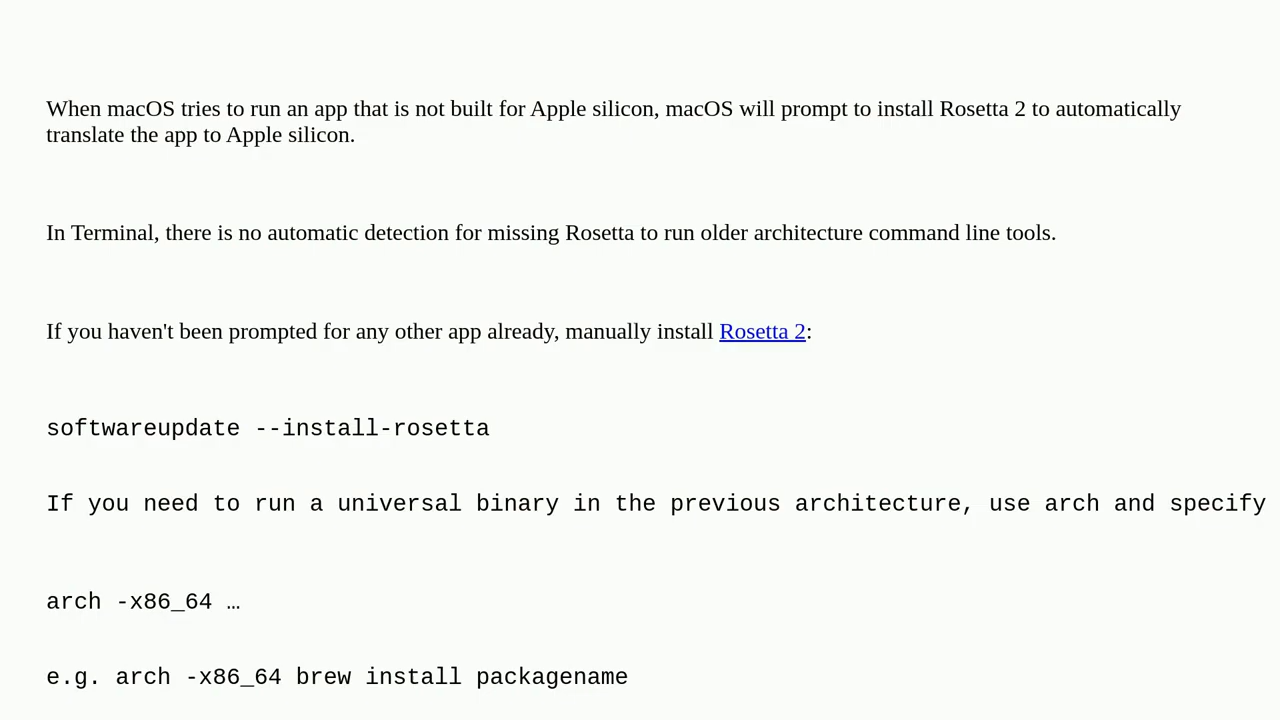 When macOS tries to run an app that is not built for Apple silicon, macOS will prompt to install Rosetta 2 to automatically
translate the app to Apple silicon.
In Terminal, there is no automatic detection for missing Rosetta to run older architecture command line tools.
If you haven't been prompted for any other app already, manually install Rosetta 2:
softwareupdate --install-rosetta
If you need to run a universal binary in the previous architecture, use arch and specify
arch -x86_64 …
e.g. arch -x86_64 brew install packagename